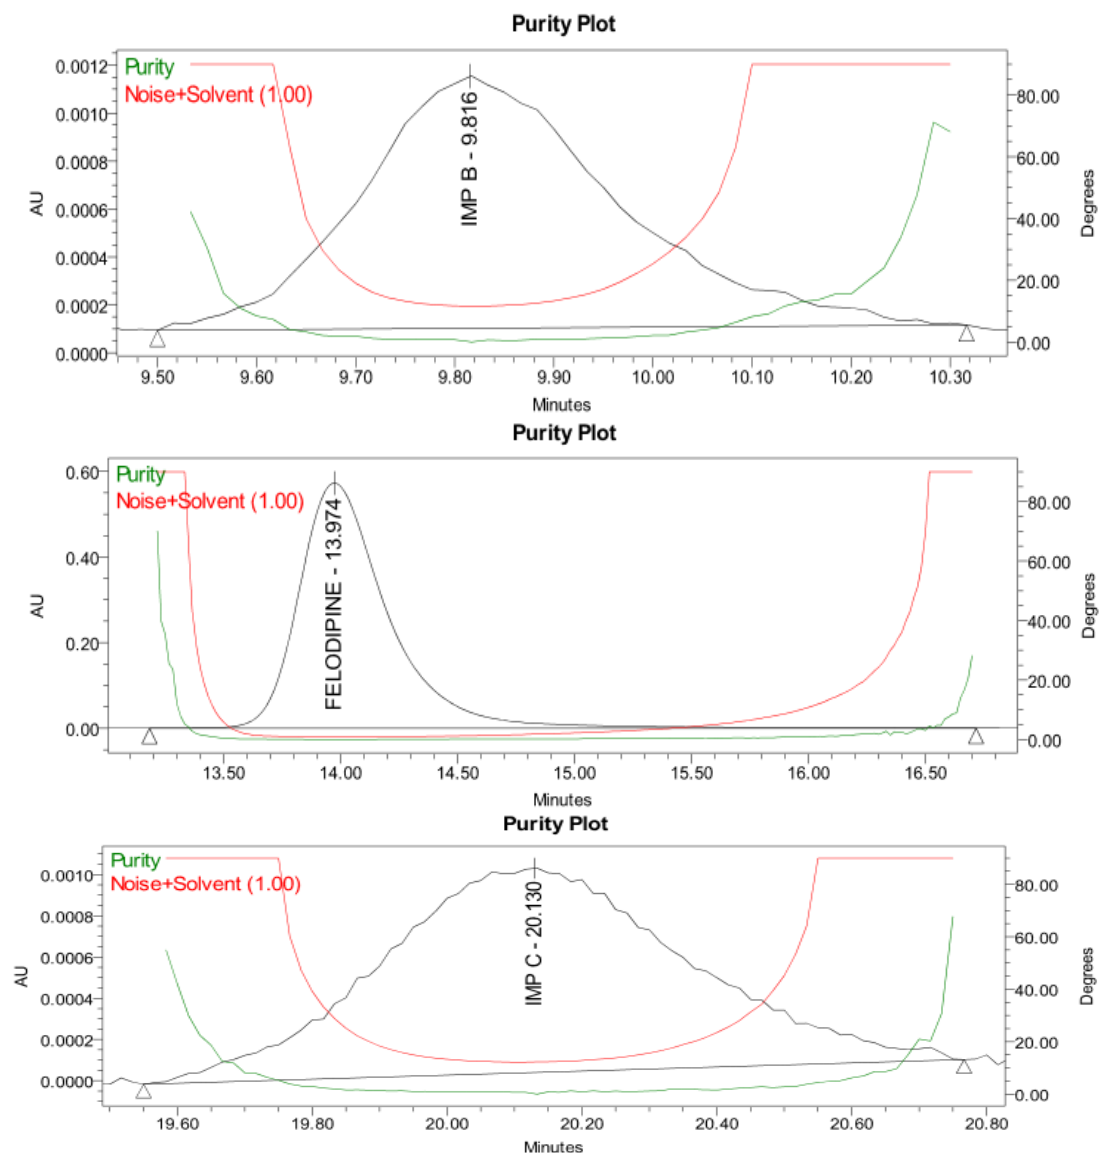 Purity Plot
Purity
Noise+Solvent (1.00)
IMP B - 9.816
AU
0.0012
0.0010
0.0008
0.0006
0.0004
0.0002
0.0000
80.00
60.00
40.00
20.00
0.00
Degrees
9.50 9.60 9.70 9.80 9.90 10.00 10.10 10.20 10.30
Minutes
Purity Plot
Purity
Noise+Solvent (1.00)
FELODIPINE - 13.974
AU
0.60
0.40
0.20
0.00
80.00
60.00
40.00
20.00
0.00
Degrees
13.50 14.00 14.50 15.00 15.50 16.00 16.50
Minutes
Purity Plot
Purity
Noise+Solvent (1.00)
IMP C - 20.130
AU
0.0010
0.0008
0.0006
0.0004
0.0002
0.0000
80.00
60.00
40.00
20.00
0.00
Degrees
19.60 19.80 20.00 20.20 20.40 20.60 20.80
Minutes